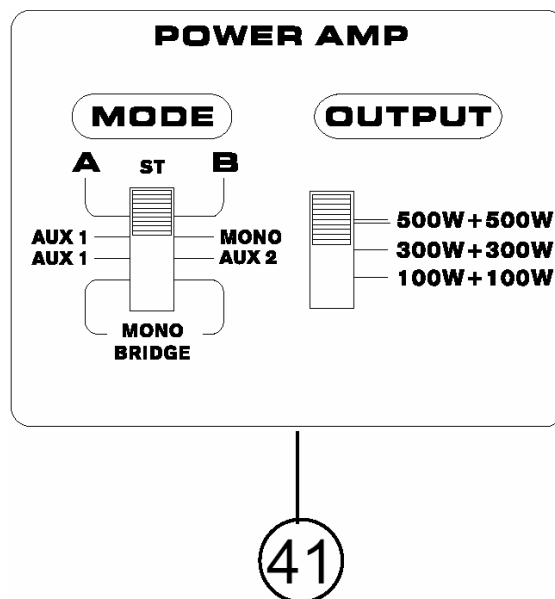 POWER AMP
MODE
OUTPUT
A ST B
AUX 1 MONO
AUX 1 AUX 2
MONO
BRIDGE
500W+500W
300W+300W
100W+100W
41